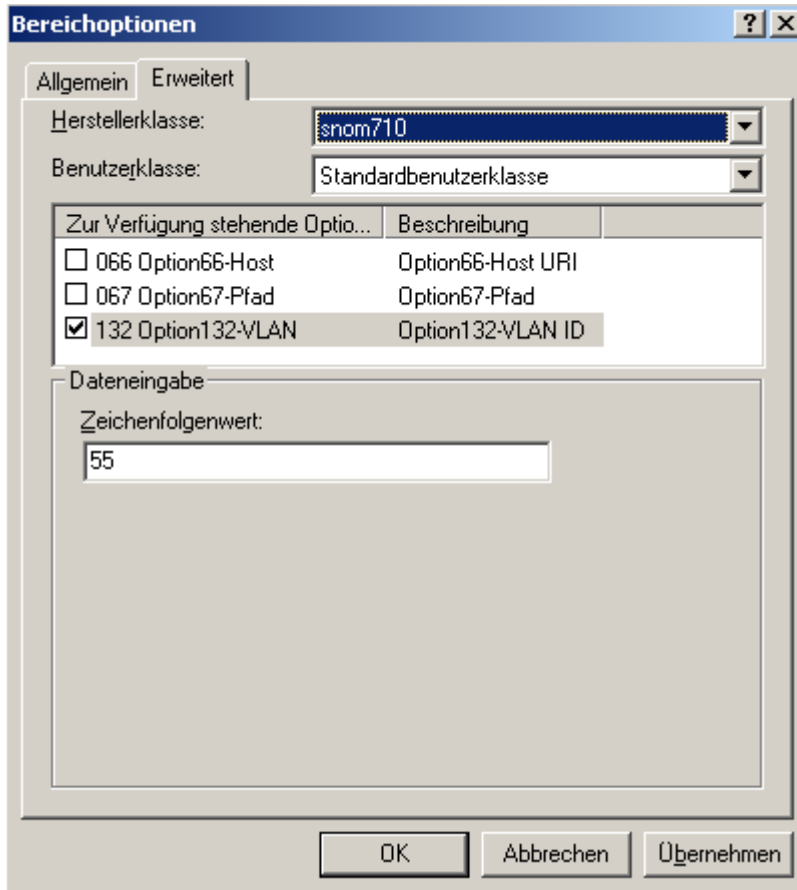 Bereichoptionen
Allgemein Erweitert
Herstellerklasse: snom710
Benutzerklasse: Standardbenutzerklasse
Zur Verfügung stehende Optio... Beschreibung
066 Option66-Host Option66-Host URI
067 Option67-Pfad Option67-Pfad
132 Option132-VLAN Option132-VLAN ID
Dateneingabe
Zeichenfolgenwert:
55
OK Abbrechen Übernehmen